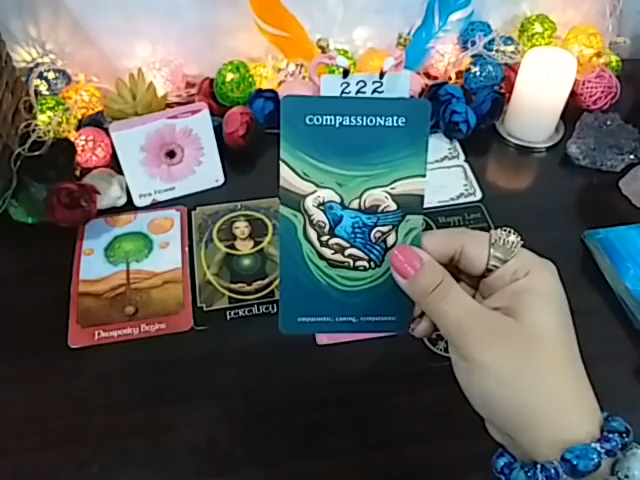 222
COMPASSIONATE
Pink Flower
Happy Love
FERTILITY
Prosperity Begins
empathetic, caring, sympathetic